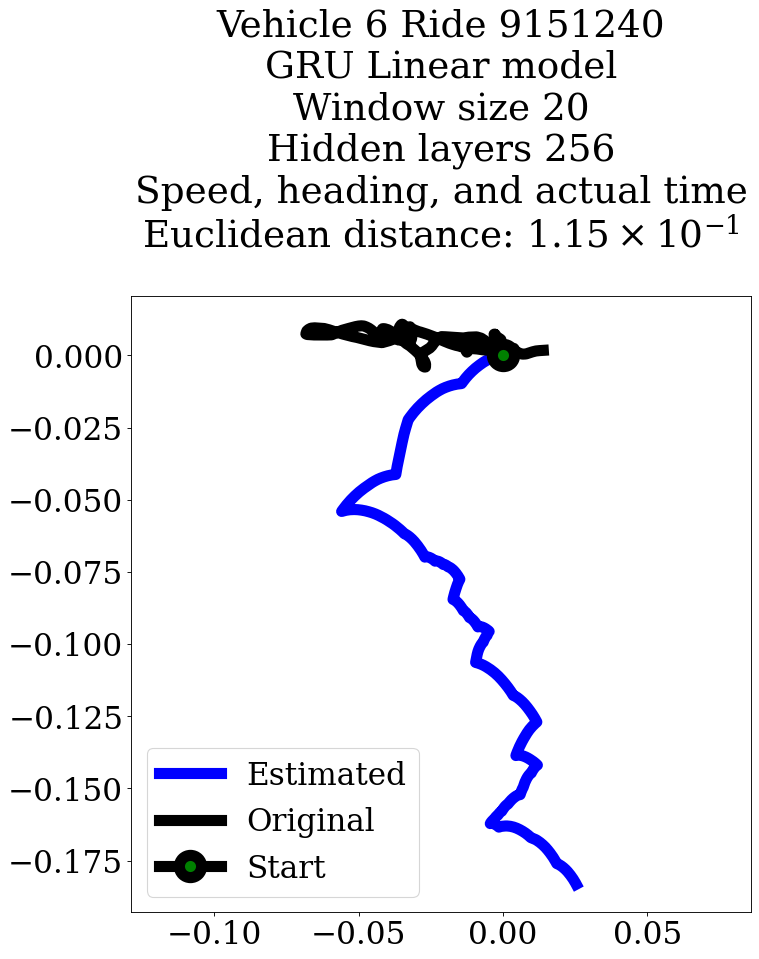 Vehicle 6 Ride 9151240
GRU Linear model
Window size 20
Hidden layers 256
Speed, heading, and actual time
Euclidean distance: 1.15 × 10⁻¹
0.000
−0.025
−0.050
−0.075
−0.100
−0.125
−0.150
−0.175
Estimated
Original
Start
−0.10 −0.05 0.00 0.05